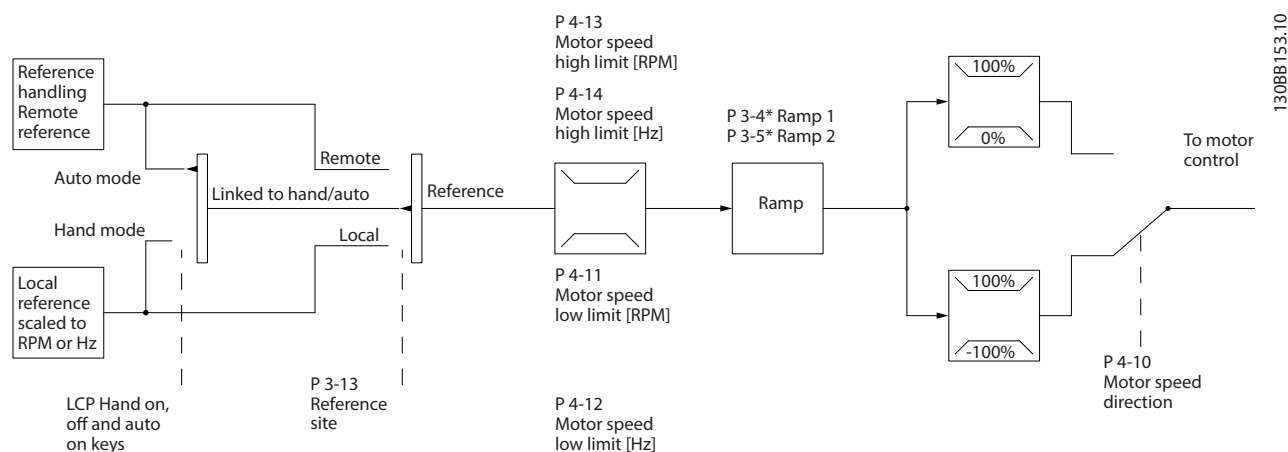 Reference
handling
Remote
reference
Auto mode
Hand mode
Local
reference
scaled to
RPM or Hz
LCP Hand on,
off and auto
on keys
Linked to hand/auto
Remote
Local
P 3-13
Reference
site
Reference
P 4-13
Motor speed
high limit [RPM]
P 4-14
Motor speed
high limit [Hz]
P 4-11
Motor speed
low limit [RPM]
P 4-12
Motor speed
low limit [Hz]
P 3-4* Ramp 1
P 3-5* Ramp 2
Ramp
100%
0%
100%
-100%
To motor
control
P 4-10
Motor speed
direction
130BB153.10